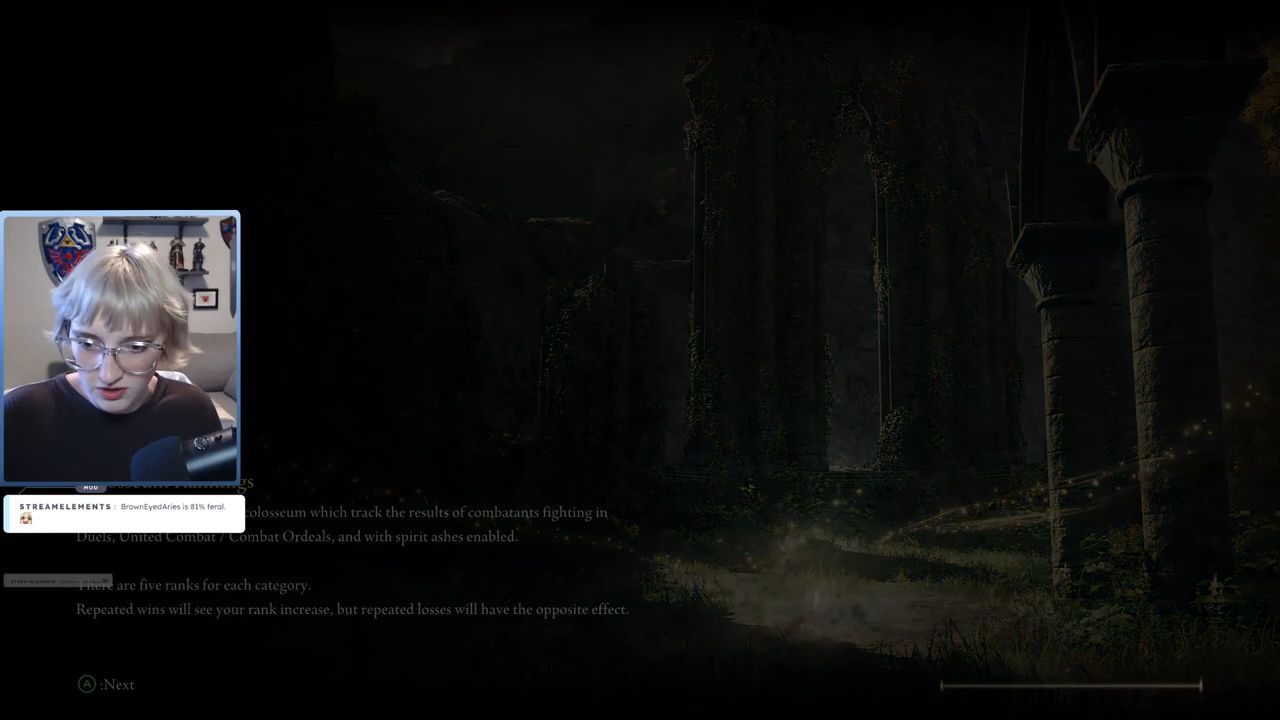 MOD
STREAMELEMENTS : BrownEyedAries is 81% feral.
colosseum which track the results of combatants fighting in
Duels, United Combat / Combat Ordeals, and with spirit ashes enabled.
STREAMELEMENTS
There are five ranks for each category.
Repeated wins will see your rank increase, but repeated losses will have the opposite effect.
A :Next